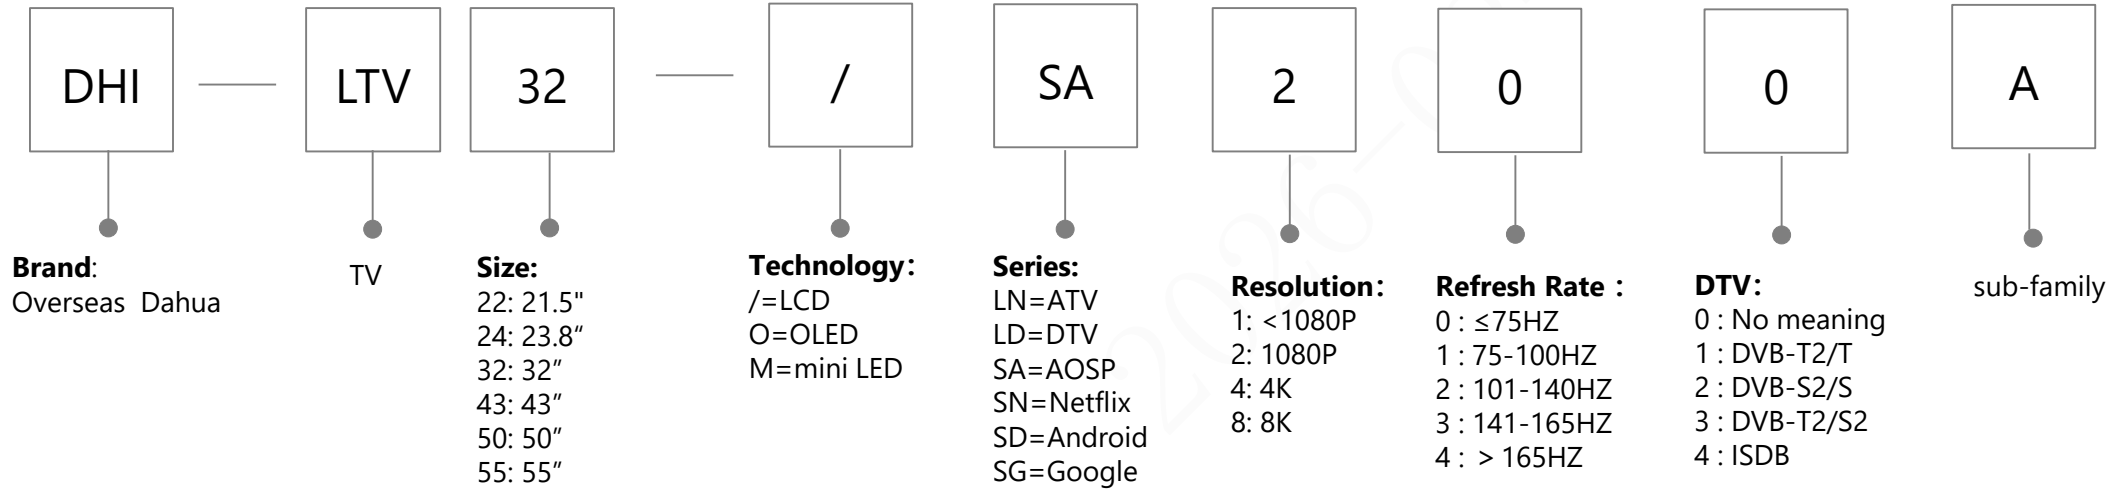 DHI — LTV 32 — / SA 2 0 0 A
Brand:
Overseas Dahua
TV
Size:
22: 21.5"
24: 23.8“
32: 32”
43: 43”
50: 50”
55: 55”
Technology：
/=LCD
O=OLED
M=mini LED
Series:
LN=ATV
LD=DTV
SA=AOSP
SN=Netflix
SD=Android
SG=Google
Resolution：
1: <1080P
2: 1080P
4: 4K
8: 8K
Refresh Rate：
0 : ≤75HZ
1 : 75-100HZ
2 : 101-140HZ
3 : 141-165HZ
4 : ＞165HZ
DTV：
0 : No meaning
1 : DVB-T2/T
2 : DVB-S2/S
3 : DVB-T2/S2
4 : ISDB
sub-family